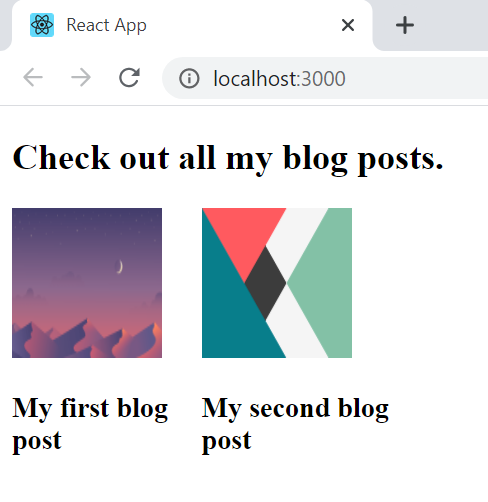 React App
localhost:3000
Check out all my blog posts.
My first blog
post
My second blog
post